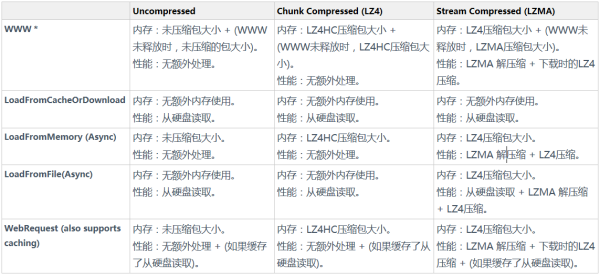 Uncompressed
Chunk Compressed (LZ4)
Stream Compressed (LZMA)
WWW *
内存：未压缩包大小 + (WWW
未释放时，未压缩的包大小)。
性能：无额外处理。
内存：LZ4HC压缩包大小 +
(WWW未释放时，LZ4HC压缩包大
小)。
性能：无额外处理。
内存：LZ4压缩包大小 + (WWW未
释放时，LZMA压缩包大小)。
性能：LZMA 解压缩 + 下载时的LZ4
压缩。
LoadFromCacheOrDownload
内存：无额外内存使用。
性能：从硬盘读取。
内存：无额外内存使用。
性能：从硬盘读取。
内存：无额外内存使用。
性能：从硬盘读取。
LoadFromMemory (Async)
内存：未压缩包大小。
性能：无额外处理。
内存：LZ4HC压缩包大小。
性能：无额外处理。
内存：LZ4压缩包大小。
性能：LZMA 解压缩 + LZ4压缩。
LoadFromFile(Async)
内存：无额外内存使用。
性能：从硬盘读取。
内存：无额外内存使用。
性能：从硬盘读取。
内存：LZ4压缩包大小。
性能：从硬盘读取 + LZMA 解压缩
+ LZ4压缩。
WebRequest (also supports
caching)
内存：未压缩包大小。
性能：无额外处理 + (如果缓存
了从硬盘读取)。
内存：LZ4HC压缩包大小。
性能：无额外处理 + (如果缓存了从
硬盘读取)。
内存：LZ4压缩包大小。
性能：LZMA 解压缩 + 下载时的LZ4
压缩 + (如果缓存了从硬盘读取)。